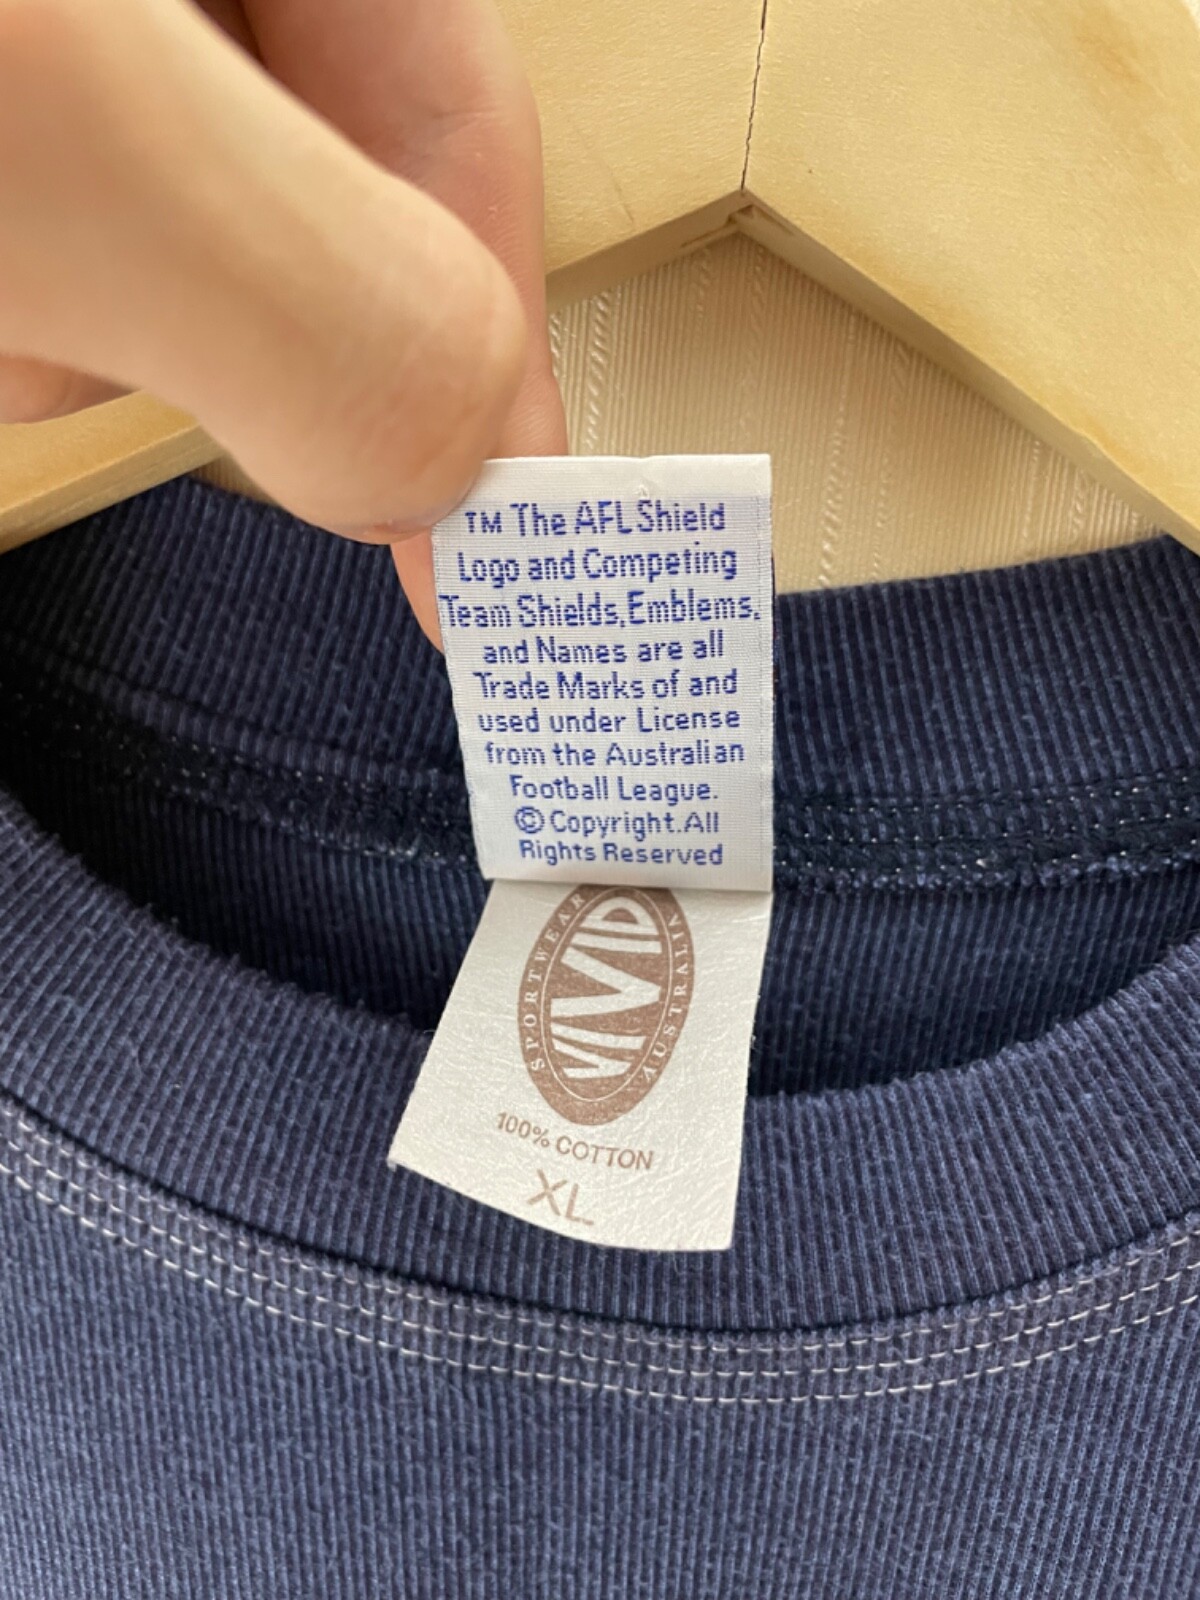 TM The AFL Shield
Logo and Competing
Team Shields, Emblems,
and Names are all
Trade Marks of and
used under License
from the Australian
Football League.
© Copyright. All
Rights Reserved
SPORTWEAR
VIVID
AUSTRALIN
100% COTTON
XL